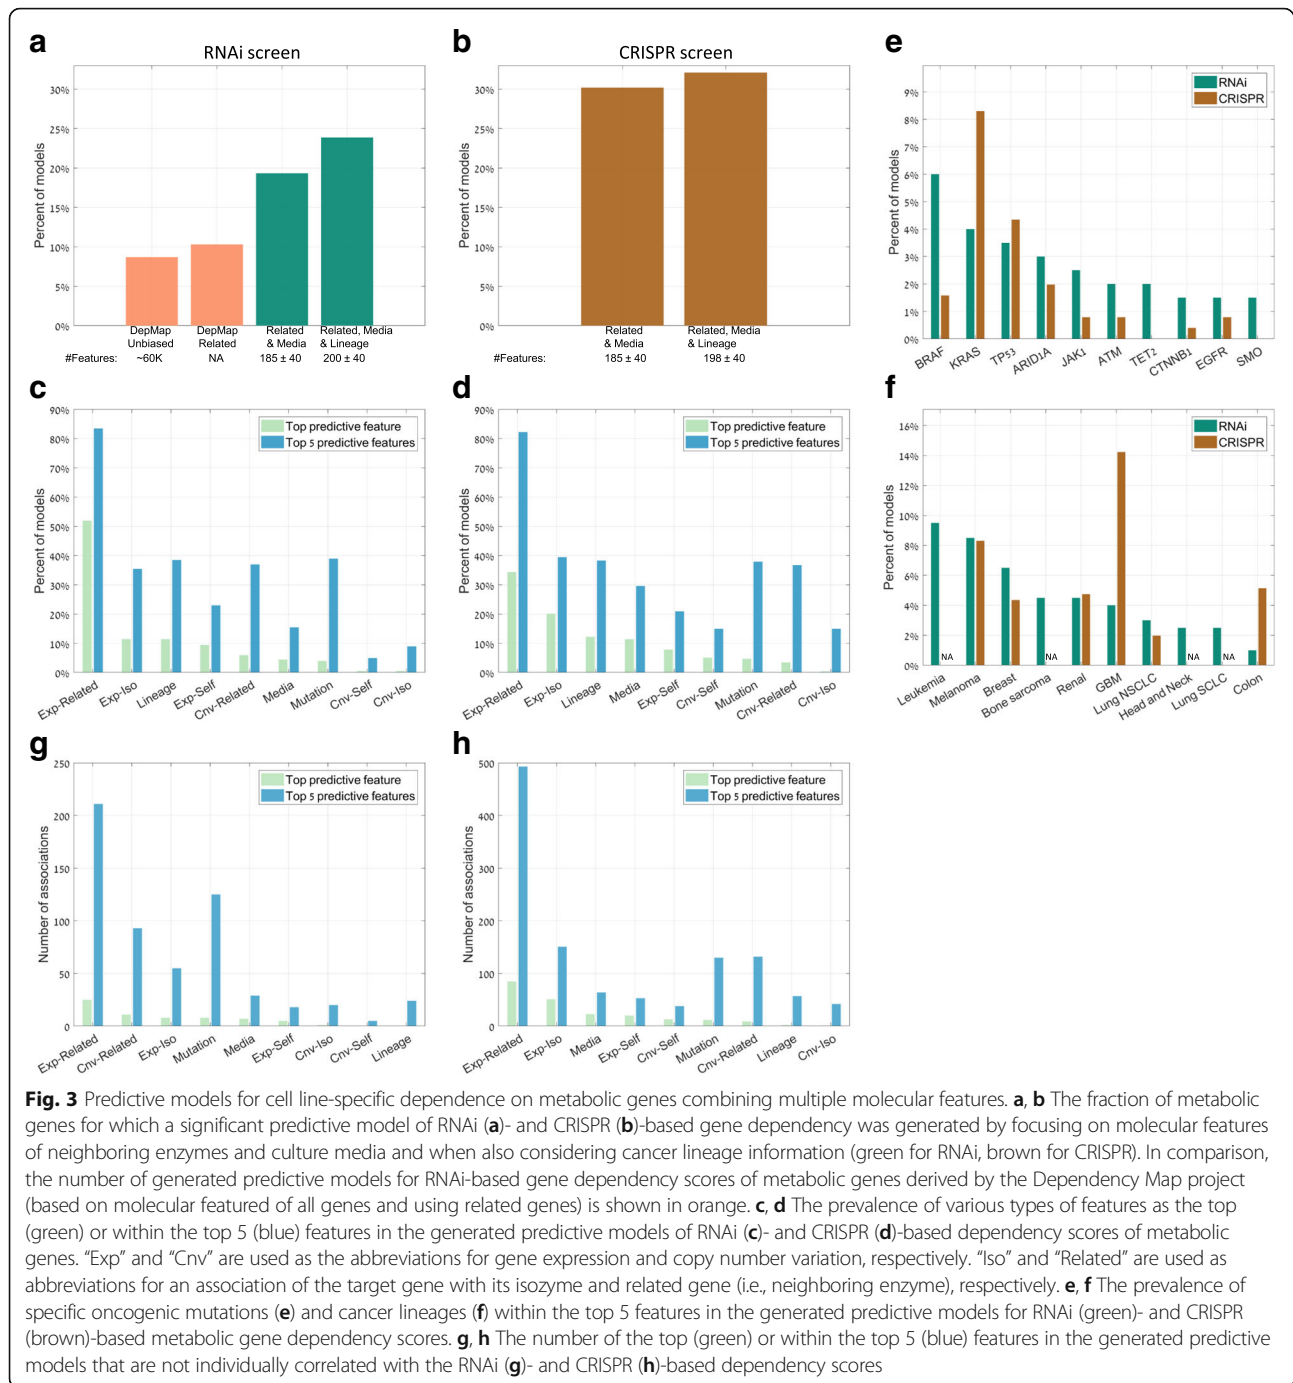 a
RNAi screen
Percent of models
30%
25%
20%
15%
10%
5%
0%
DepMap Unbiased
DepMap Related
Related & Media
Related, Media & Lineage
#Features:
~60K
NA
185 ± 40
200 ± 40
b
CRISPR screen
Percent of models
30%
25%
20%
15%
10%
5%
0%
Related & Media
Related, Media & Lineage
#Features:
185 ± 40
198 ± 40
e
RNAi
CRISPR
Percent of models
9%
8%
7%
6%
5%
4%
3%
2%
1%
0%
BRAF
KRAS
TP53
ARID1A
JAK1
ATM
TET2
CTNNB1
EGFR
SMO
c
Top predictive feature
Top 5 predictive features
Percent of models
90%
80%
70%
60%
50%
40%
30%
20%
10%
0%
Exp-Related
Exp-Iso
Lineage
Exp-Self
Cnv-Related
Media
Mutation
Cnv-Self
Cnv-Iso
d
Top predictive feature
Top 5 predictive features
Percent of models
90%
80%
70%
60%
50%
40%
30%
20%
10%
0%
Exp-Related
Exp-Iso
Lineage
Media
Exp-Self
Cnv-Self
Mutation
Cnv-Related
Cnv-Iso
f
RNAi
CRISPR
Percent of models
16%
14%
12%
10%
8%
6%
4%
2%
0%
NA
NA
NA
NA
Leukemia
Melanoma
Breast
Bone sarcoma
Renal
GBM
Lung NSCLC
Head and Neck
Lung SCLC
Colon
g
Top predictive feature
Top 5 predictive features
Number of associations
250
200
150
100
50
0
Exp-Related
Cnv-Related
Exp-Iso
Mutation
Media
Exp-Self
Cnv-Iso
Cnv-Self
Lineage
h
Top predictive feature
Top 5 predictive features
Number of associations
500
400
300
200
100
0
Exp-Related
Exp-Iso
Media
Exp-Self
Cnv-Self
Mutation
Cnv-Related
Lineage
Cnv-Iso
Fig. 3 Predictive models for cell line-specific dependence on metabolic genes combining multiple molecular features. a, b The fraction of metabolic
genes for which a significant predictive model of RNAi (a)- and CRISPR (b)-based gene dependency was generated by focusing on molecular features
of neighboring enzymes and culture media and when also considering cancer lineage information (green for RNAi, brown for CRISPR). In comparison,
the number of generated predictive models for RNAi-based gene dependency scores of metabolic genes derived by the Dependency Map project
(based on molecular featured of all genes and using related genes) is shown in orange. c, d The prevalence of various types of features as the top
(green) or within the top 5 (blue) features in the generated predictive models of RNAi (c)- and CRISPR (d)-based dependency scores of metabolic
genes. “Exp” and “Cnv” are used as the abbreviations for gene expression and copy number variation, respectively. “Iso” and “Related” are used as
abbreviations for an association of the target gene with its isozyme and related gene (i.e., neighboring enzyme), respectively. e, f The prevalence of
specific oncogenic mutations (e) and cancer lineages (f) within the top 5 features in the generated predictive models for RNAi (green)- and CRISPR
(brown)-based metabolic gene dependency scores. g, h The number of the top (green) or within the top 5 (blue) features in the generated predictive
models that are not individually correlated with the RNAi (g)- and CRISPR (h)-based dependency scores